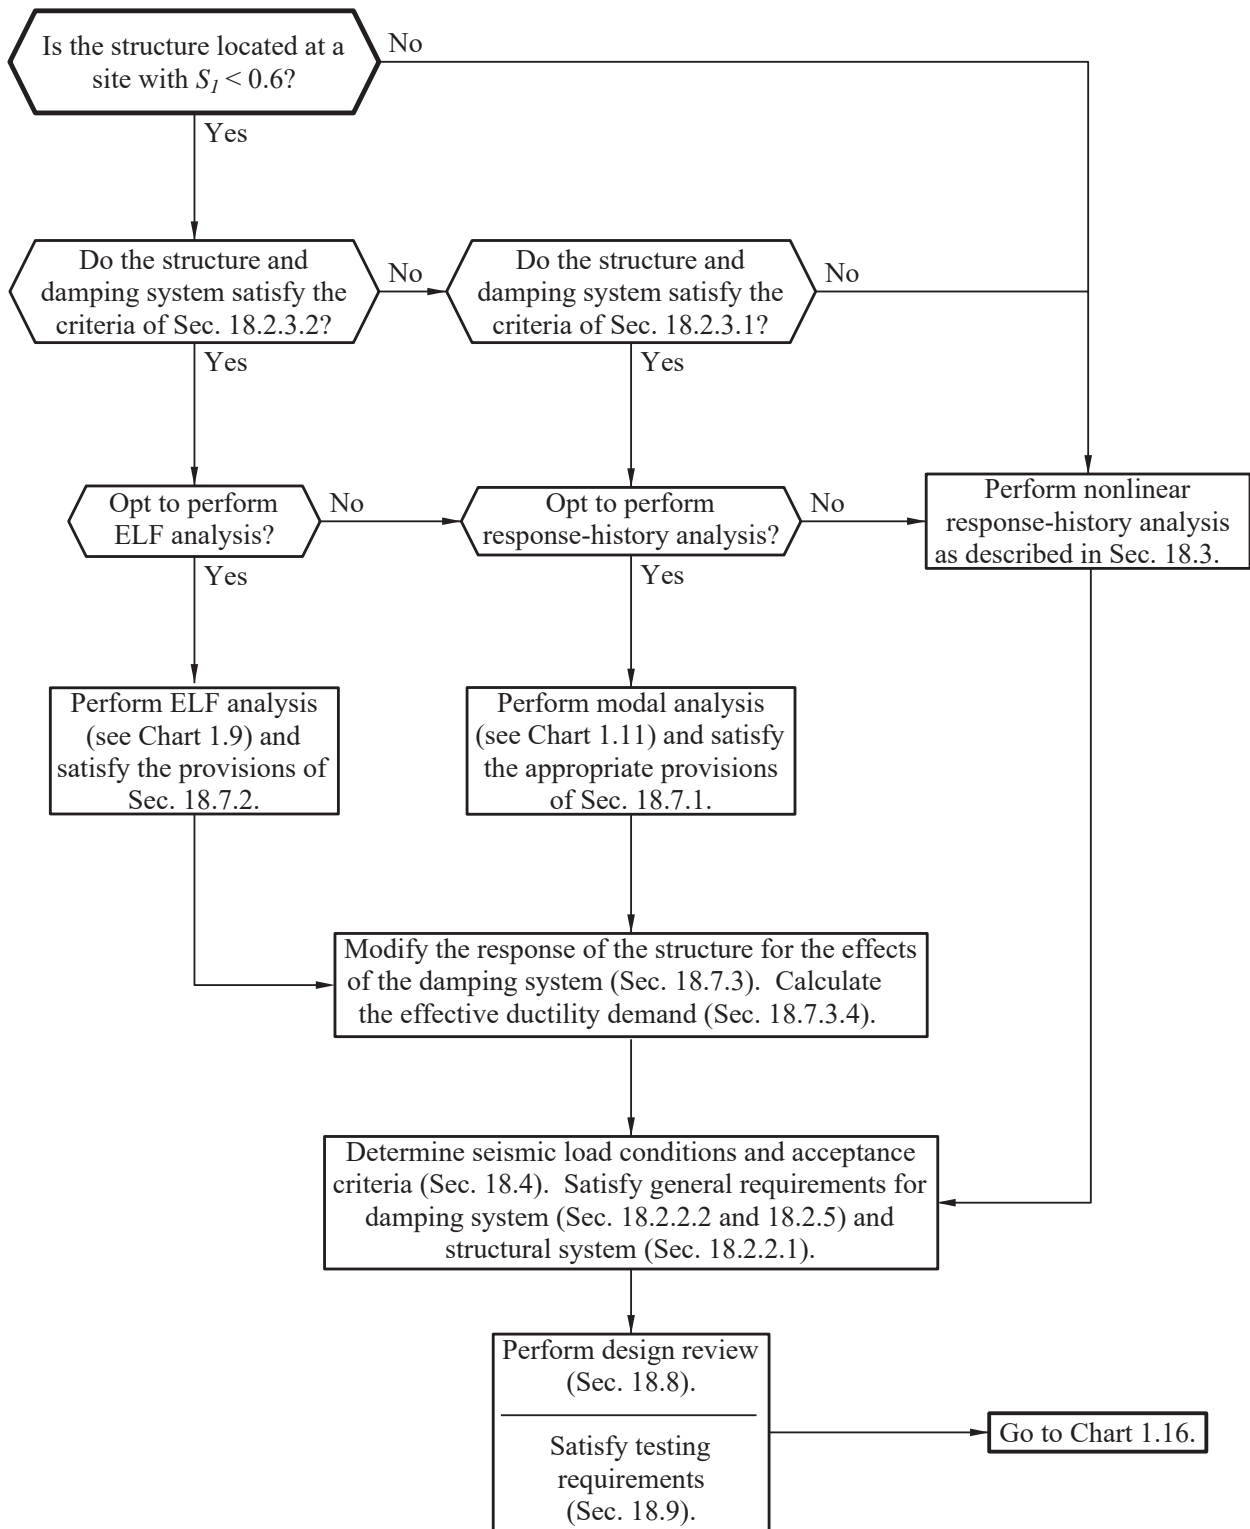 Is the structure located at a
site with S1 < 0.6?
No
Yes
Do the structure and
damping system satisfy the
criteria of Sec. 18.2.3.2?
No
Do the structure and
damping system satisfy the
criteria of Sec. 18.2.3.1?
No
Yes
Yes
Opt to perform
ELF analysis?
No
Opt to perform
response-history analysis?
No
Perform nonlinear
response-history analysis
as described in Sec. 18.3.
Yes
Yes
Perform ELF analysis
(see Chart 1.9) and
satisfy the provisions of
Sec. 18.7.2.
Perform modal analysis
(see Chart 1.11) and satisfy
the appropriate provisions
of Sec. 18.7.1.
Modify the response of the structure for the effects
of the damping system (Sec. 18.7.3). Calculate
the effective ductility demand (Sec. 18.7.3.4).
Determine seismic load conditions and acceptance
criteria (Sec. 18.4). Satisfy general requirements for
damping system (Sec. 18.2.2.2 and 18.2.5) and
structural system (Sec. 18.2.2.1).
Perform design review
(Sec. 18.8).
Satisfy testing
requirements
(Sec. 18.9).
Go to Chart 1.16.